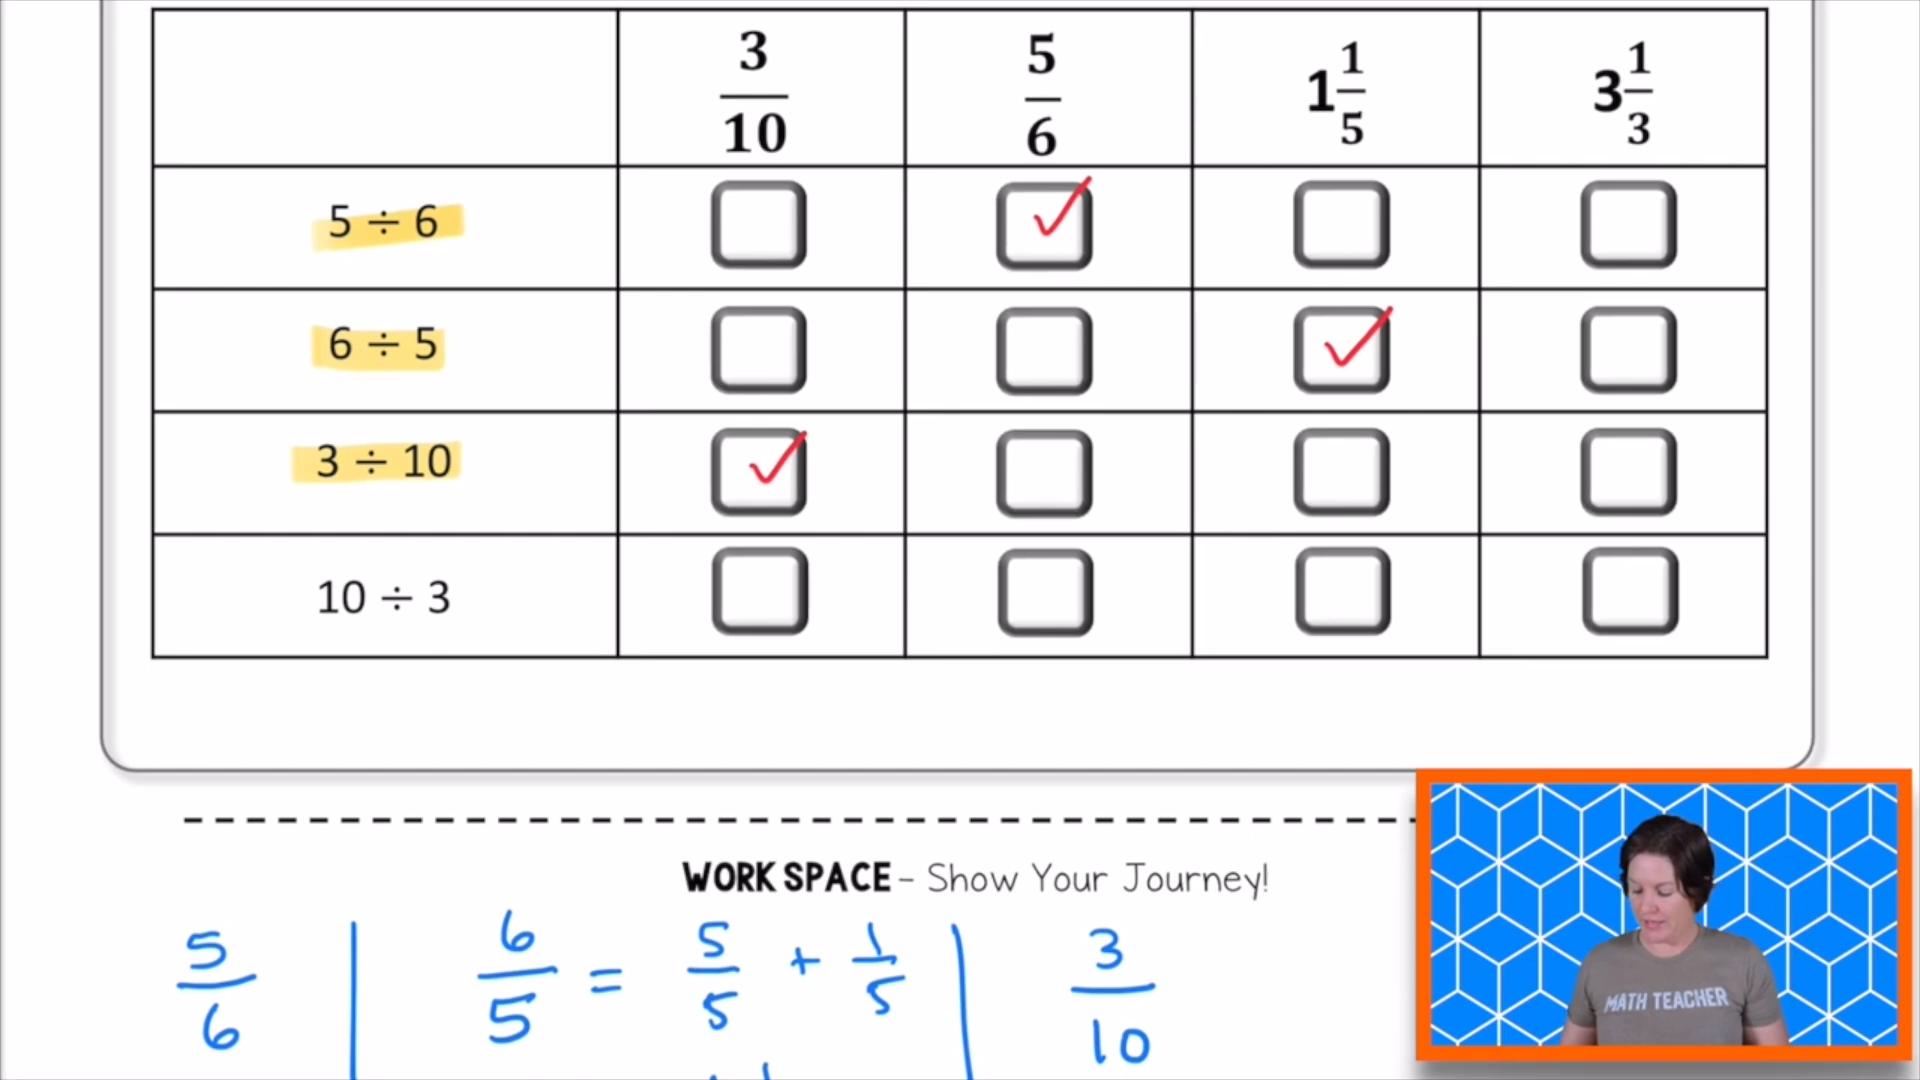 3/10 5/6 1 1/5 3 1/3
5 ÷ 6 ✓
6 ÷ 5 ✓
3 ÷ 10 ✓
10 ÷ 3
WORK SPACE – Show Your Journey!
5/6 | 6/5 = 5/5 + 1/5 | 3/10
MATH TEACHER